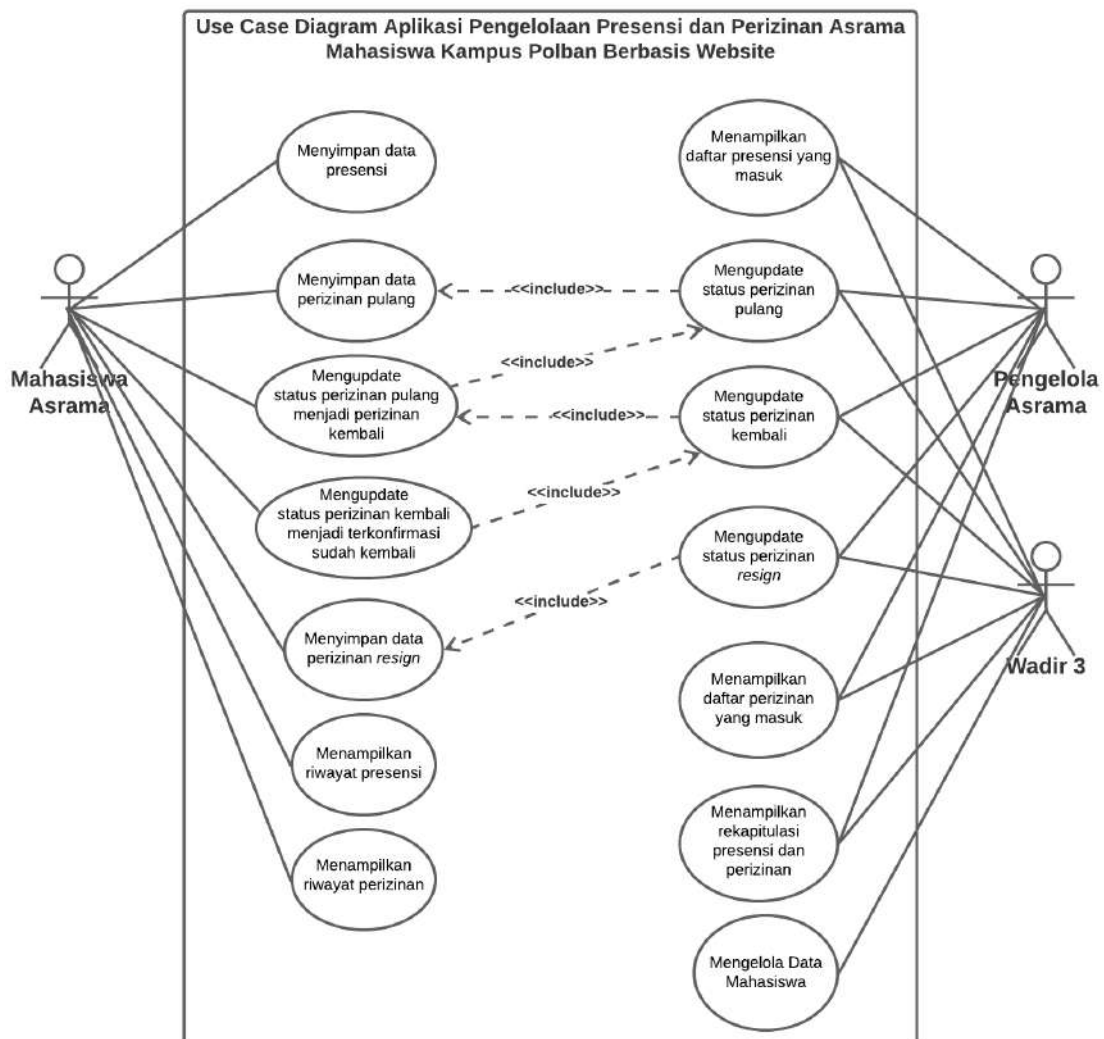 Use Case Diagram Aplikasi Pengelolaan Presensi dan Perizinan Asrama
Mahasiswa Kampus Polban Berbasis Website
Menyimpan data
presensi
Menyimpan data
perizinan pulang
Mengupdate
status perizinan pulang
menjadi perizinan
kembali
Mengupdate
status perizinan kembali
menjadi terkonfirmasi
sudah kembali
Menyimpan data
perizinan resign
Menampilkan
riwayat presensi
Menampilkan
riwayat perizinan
Mahasiswa
Asrama
<<include>>
<<include>>
<<include>>
<<include>>
<<include>>
Menampilkan
daftar presensi yang
masuk
Mengupdate
status perizinan
pulang
Mengupdate
status perizinan
kembali
Mengupdate
status perizinan
resign
Menampilkan
daftar perizinan
yang masuk
Menampilkan
rekapitulasi
presensi dan
perizinan
Mengelola Data
Mahasiswa
Pengelola
Asrama
Wadir 3